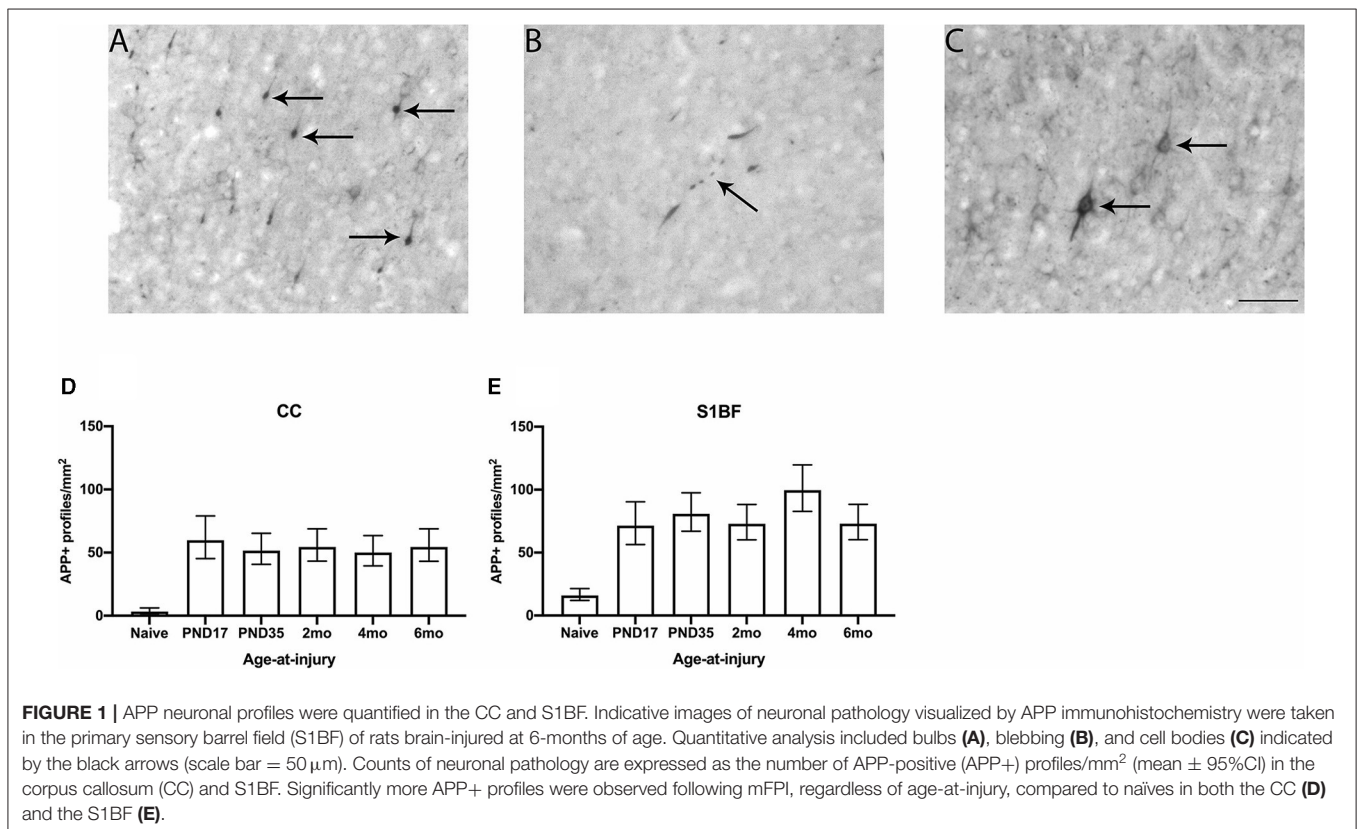 A
B
C
D
CC
150
100
50
0
APP+ profiles/mm²
Naive PND17 PND35 2mo 4mo 6mo
Age-at-injury
E
S1BF
150
100
50
0
APP+ profiles/mm²
Naive PND17 PND35 2mo 4mo 6mo
Age-at-injury
FIGURE 1 | APP neuronal profiles were quantified in the CC and S1BF. Indicative images of neuronal pathology visualized by APP immunohistochemistry were taken
in the primary sensory barrel field (S1BF) of rats brain-injured at 6-months of age. Quantitative analysis included bulbs (A), blebbing (B), and cell bodies (C) indicated
by the black arrows (scale bar = 50 μm). Counts of neuronal pathology are expressed as the number of APP-positive (APP+) profiles/mm² (mean ± 95%CI) in the
corpus callosum (CC) and S1BF. Significantly more APP+ profiles were observed following mFPI, regardless of age-at-injury, compared to naïves in both the CC (D)
and the S1BF (E).